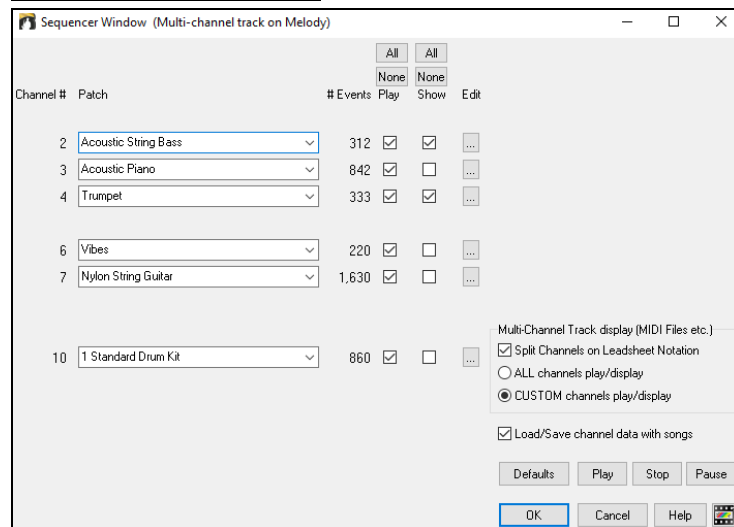 Sequencer Window (Multi-channel track on Melody)
All All
None None
Channel # Patch # Events Play Show Edit
2 Acoustic String Bass 312 ...
3 Acoustic Piano 842 ...
4 Trumpet 333 ...
6 Vibes 220 ...
7 Nylon String Guitar 1,630 ...
Multi-Channel Track display (MIDI Files etc.)
Split Channels on Leadsheet Notation
10 1 Standard Drum Kit 860 ...
ALL channels play/display
CUSTOM channels play/display
Load/Save channel data with songs
Defaults Play Stop Pause
OK Cancel Help